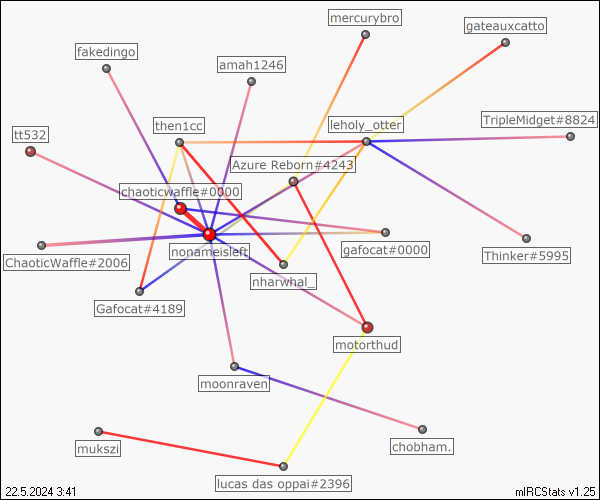 mercurybro
gateauxcatto
fakedingo
amah1246
TripleMidget#8824
then1cc
leholy_otter
tt532
Azure Reborn#4243
chaoticwaffle#0000
nonameisleft
gafocat#0000
Thinker#5995
ChaoticWaffle#2006
nharwhal_
Gafocat#4189
motorthud
moonraven
chobham.
mukszi
lucas das oppai#2396
22.5.2024 3:41
mIRCStats v1.25